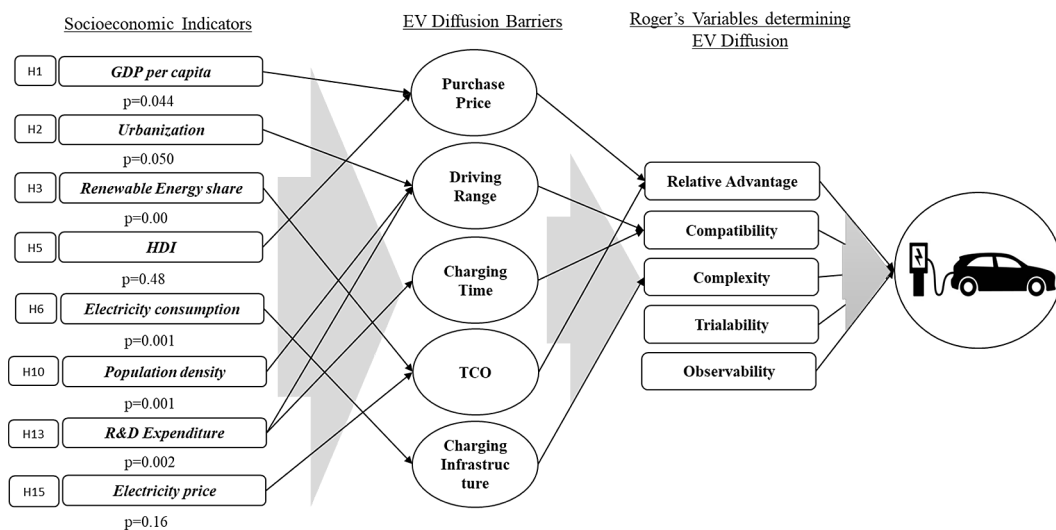 Socioeconomic Indicators
H1 GDP per capita
p=0.044
H2 Urbanization
p=0.050
H3 Renewable Energy share
p=0.00
H5 HDI
p=0.48
H6 Electricity consumption
p=0.001
H10 Population density
p=0.001
H13 R&D Expenditure
p=0.002
H15 Electricity price
p=0.16
EV Diffusion Barriers
Purchase
Price
Driving
Range
Charging
Time
TCO
Charging
Infrastruc
ture
Roger's Variables determining
EV Diffusion
Relative Advantage
Compatibility
Complexity
Trialability
Observability